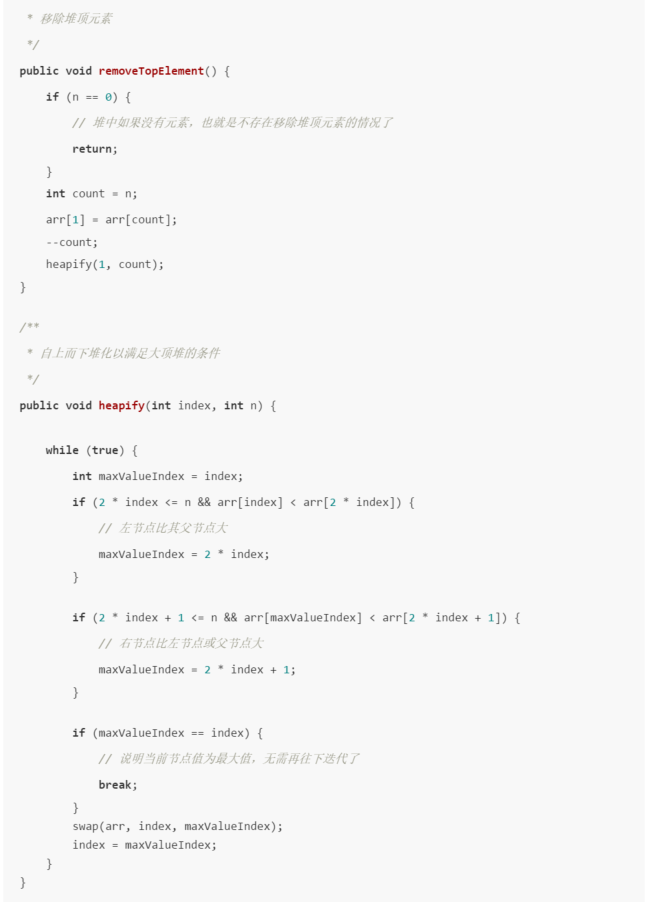 * 移除堆顶元素
*/
public void removeTopElement() {
if (n == 0) {
// 堆中如果没有元素，也就是不存在移除堆顶元素的情况了
return;
}
int count = n;
arr[1] = arr[count];
--count;
heapify(1, count);
}
/**
* 自上而下堆化以满足大顶堆的条件
*/
public void heapify(int index, int n) {
while (true) {
int maxValueIndex = index;
if (2 * index <= n && arr[index] < arr[2 * index]) {
// 左节点比其父节点大
maxValueIndex = 2 * index;
}
if (2 * index + 1 <= n && arr[maxValueIndex] < arr[2 * index + 1]) {
// 右节点比左节点或父节点大
maxValueIndex = 2 * index + 1;
}
if (maxValueIndex == index) {
// 说明当前节点值为最大值，无需再往下迭代了
break;
}
swap(arr, index, maxValueIndex);
index = maxValueIndex;
}
}